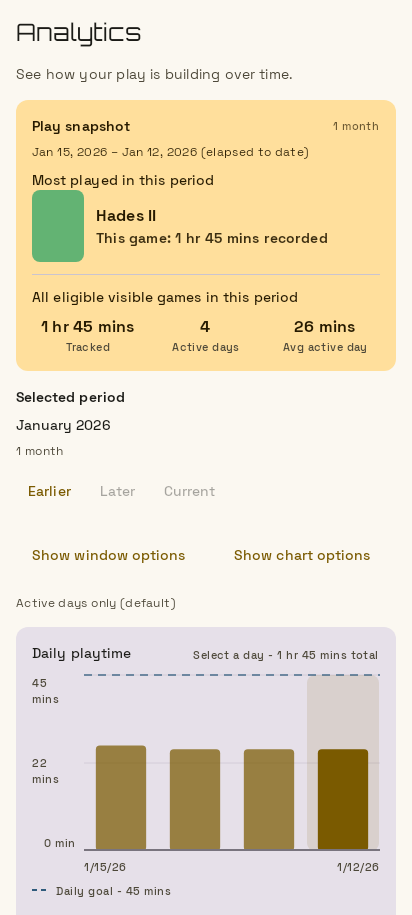 Analytics
See how your play is building over time.
Play snapshot
1 month
Jan 15, 2026 – Jan 12, 2026 (elapsed to date)
Most played in this period
Hades II
This game: 1 hr 45 mins recorded
All eligible visible games in this period
1 hr 45 mins
4
26 mins
Tracked
Active days
Avg active day
Selected period
January 2026
1 month
Earlier
Later
Current
Show window options
Show chart options
Active days only (default)
Daily playtime
Select a day - 1 hr 45 mins total
45
mins
22
mins
0 min
1/15/26
1/12/26
Daily goal - 45 mins